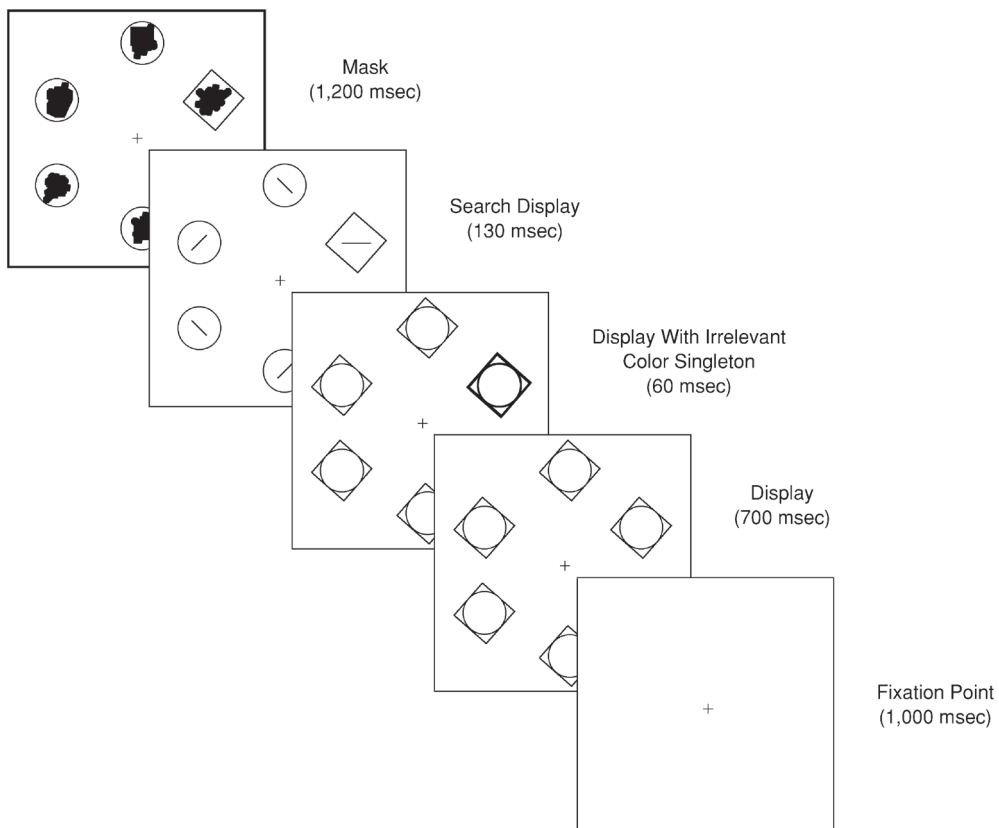 Mask
(1,200 msec)
Search Display
(130 msec)
Display With Irrelevant
Color Singleton
(60 msec)
Display
(700 msec)
Fixation Point
(1,000 msec)